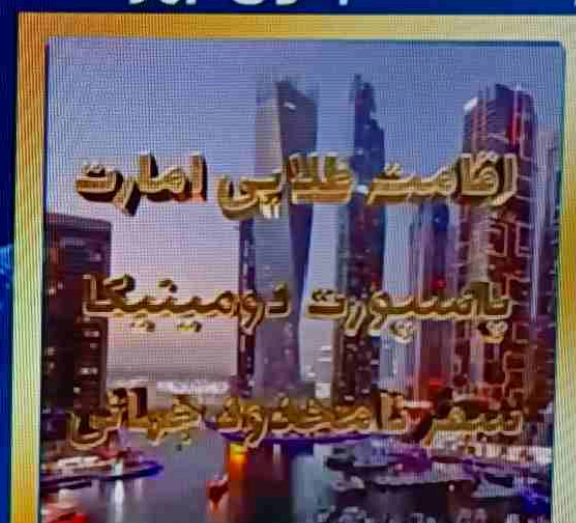 اقامت طلایی امارت
پاسپورت دومینیکا
سفر نامحدود جهانی